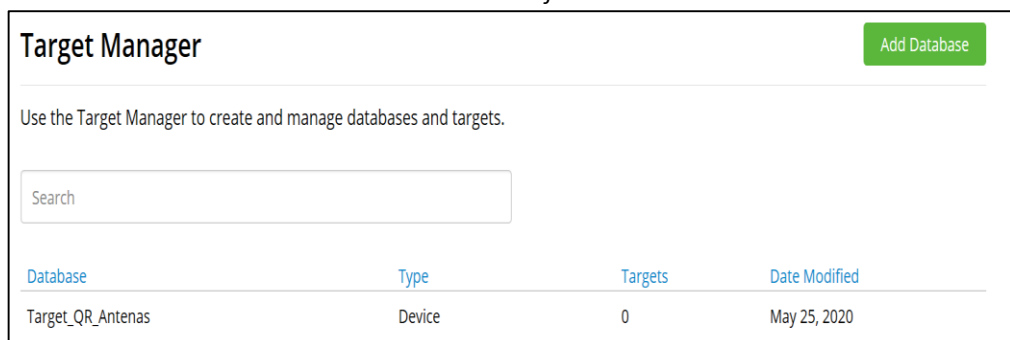 Target Manager Add Database
Use the Target Manager to create and manage databases and targets.
Search
Database Type Targets Date Modified
Target_QR_Antenas Device 0 May 25, 2020